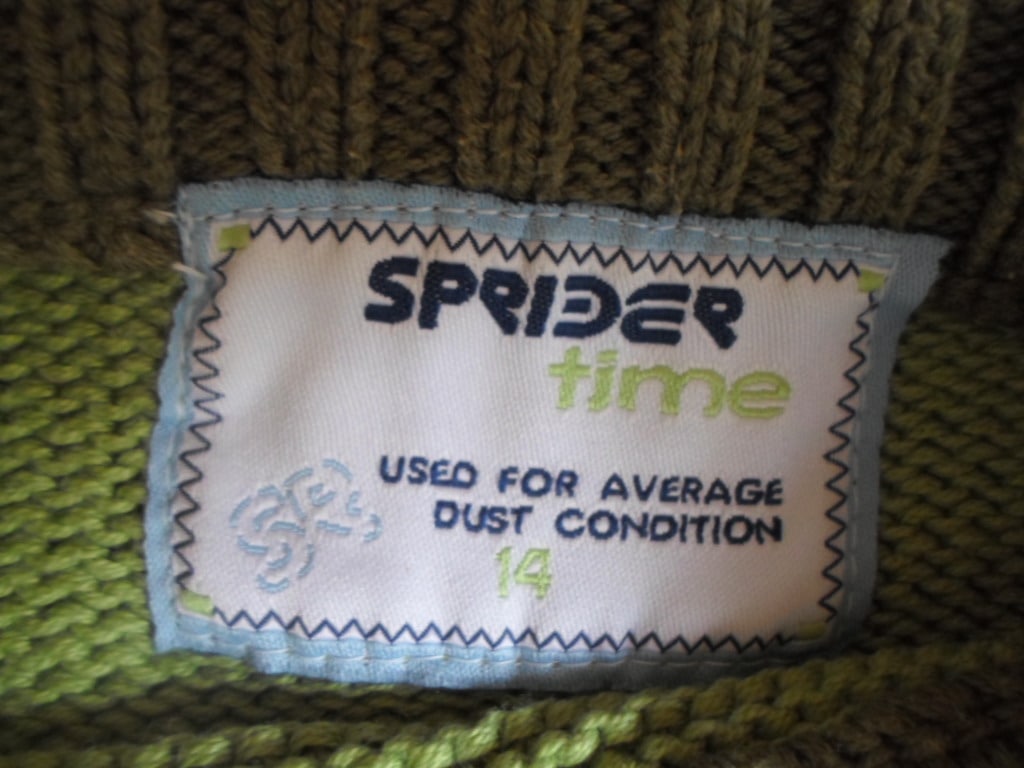 SPRIDER
time
USED FOR AVERAGE
DUST CONDITION
14